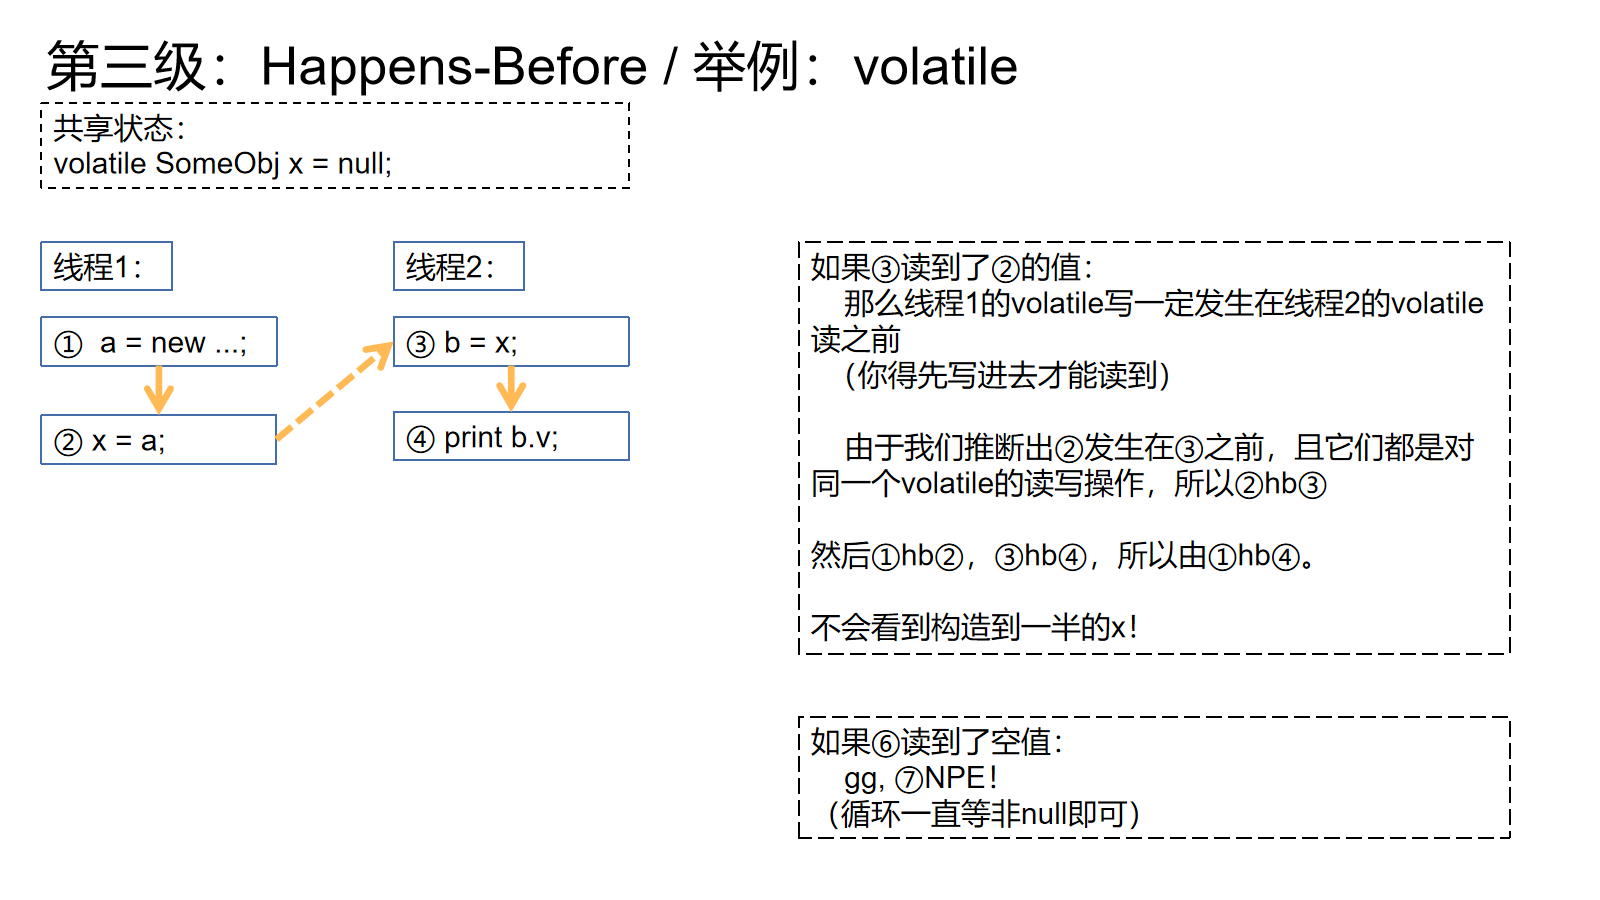 第三级：Happens-Before / 举例：volatile
共享状态：
volatile SomeObj x = null;
线程1：
① a = new ...;
② x = a;
线程2：
③ b = x;
④ print b.v;
如果③读到了②的值：
那么线程1的volatile写一定发生在线程2的volatile
读之前
（你得先写进去才能读到）
由于我们推断出②发生在③之前，且它们都是对
同一个volatile的读写操作，所以②hb③
然后①hb②，③hb④，所以由①hb④。
不会看到构造到一半的x！
如果⑥读到了空值：
gg, ⑦NPE！
（循环一直等非null即可）